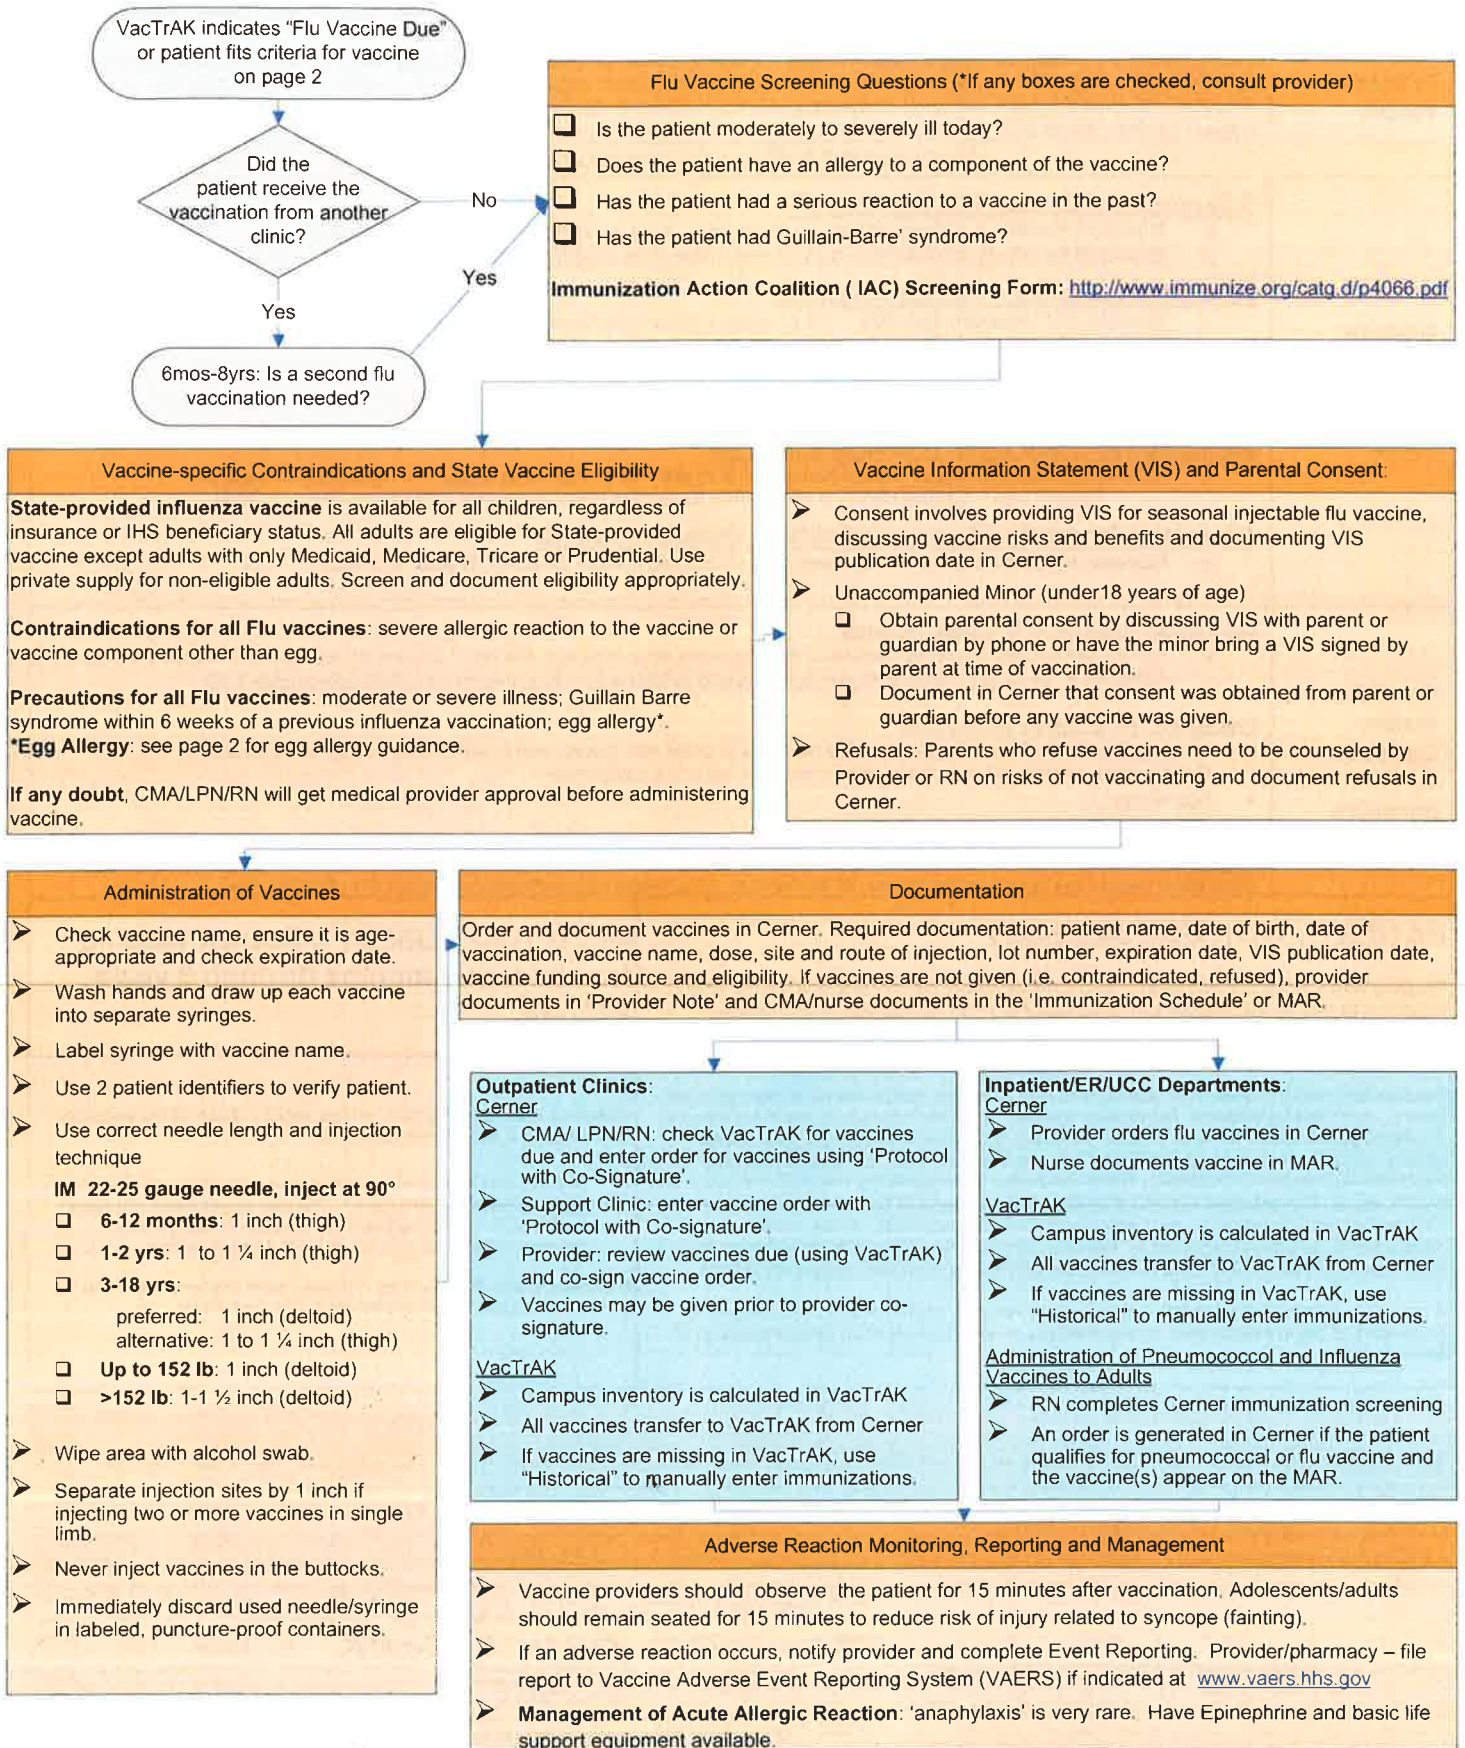 VacTrAK indicates “Flu Vaccine Due”
or patient fits criteria for vaccine
on page 2
Did the
patient receive the
vaccination from another
clinic?
No
Yes
Yes
6mos-8yrs: Is a second flu
vaccination needed?
Flu Vaccine Screening Questions (*If any boxes are checked, consult provider)
❑ Is the patient moderately to severely ill today?
❑ Does the patient have an allergy to a component of the vaccine?
❑ Has the patient had a serious reaction to a vaccine in the past?
❑ Has the patient had Guillain-Barre’ syndrome?
Immunization Action Coalition ( IAC) Screening Form: http://www.immunize.org/catg.d/p4066.pdf
Vaccine-specific Contraindications and State Vaccine Eligibility
State-provided influenza vaccine is available for all children, regardless of
insurance or IHS beneficiary status. All adults are eligible for State-provided
vaccine except adults with only Medicaid, Medicare, Tricare or Prudential. Use
private supply for non-eligible adults. Screen and document eligibility appropriately.
Contraindications for all Flu vaccines: severe allergic reaction to the vaccine or
vaccine component other than egg.
Precautions for all Flu vaccines: moderate or severe illness; Guillain Barre
syndrome within 6 weeks of a previous influenza vaccination; egg allergy*.
*Egg Allergy: see page 2 for egg allergy guidance.
If any doubt, CMA/LPN/RN will get medical provider approval before administering
vaccine.
Vaccine Information Statement (VIS) and Parental Consent:
➢ Consent involves providing VIS for seasonal injectable flu vaccine,
discussing vaccine risks and benefits and documenting VIS
publication date in Cerner.
➢ Unaccompanied Minor (under18 years of age)
❑ Obtain parental consent by discussing VIS with parent or
guardian by phone or have the minor bring a VIS signed by
parent at time of vaccination.
❑ Document in Cerner that consent was obtained from parent or
guardian before any vaccine was given.
➢ Refusals: Parents who refuse vaccines need to be counseled by
Provider or RN on risks of not vaccinating and document refusals in
Cerner.
Administration of Vaccines
➢ Check vaccine name, ensure it is age-
appropriate and check expiration date.
➢ Wash hands and draw up each vaccine
into separate syringes.
➢ Label syringe with vaccine name.
➢ Use 2 patient identifiers to verify patient.
➢ Use correct needle length and injection
technique
IM 22-25 gauge needle, inject at 90°
❑ 6-12 months: 1 inch (thigh)
❑ 1-2 yrs: 1 to 1 ¼ inch (thigh)
❑ 3-18 yrs:
preferred: 1 inch (deltoid)
alternative: 1 to 1 ¼ inch (thigh)
❑ Up to 152 lb: 1 inch (deltoid)
❑ >152 lb: 1-1 ½ inch (deltoid)
➢ Wipe area with alcohol swab.
➢ Separate injection sites by 1 inch if
injecting two or more vaccines in single
limb.
➢ Never inject vaccines in the buttocks.
➢ Immediately discard used needle/syringe
in labeled, puncture-proof containers.
Documentation
Order and document vaccines in Cerner. Required documentation: patient name, date of birth, date of
vaccination, vaccine name, dose, site and route of injection, lot number, expiration date, VIS publication date,
vaccine funding source and eligibility. If vaccines are not given (i.e. contraindicated, refused), provider
documents in ‘Provider Note’ and CMA/nurse documents in the ‘Immunization Schedule’ or MAR.
Outpatient Clinics:
Cerner
➢ CMA/ LPN/RN: check VacTrAK for vaccines
due and enter order for vaccines using ‘Protocol
with Co-Signature’.
➢ Support Clinic: enter vaccine order with
‘Protocol with Co-signature’.
➢ Provider: review vaccines due (using VacTrAK)
and co-sign vaccine order.
➢ Vaccines may be given prior to provider co-
signature.
VacTrAK
➢ Campus inventory is calculated in VacTrAK
➢ All vaccines transfer to VacTrAK from Cerner
➢ If vaccines are missing in VacTrAK, use
“Historical” to manually enter immunizations.
Inpatient/ER/UCC Departments:
Cerner
➢ Provider orders flu vaccines in Cerner
➢ Nurse documents vaccine in MAR.
VacTrAK
➢ Campus inventory is calculated in VacTrAK
➢ All vaccines transfer to VacTrAK from Cerner
➢ If vaccines are missing in VacTrAK, use
“Historical” to manually enter immunizations.
Administration of Pneumococcol and Influenza
Vaccines to Adults
➢ RN completes Cerner immunization screening
➢ An order is generated in Cerner if the patient
qualifies for pneumococcal or flu vaccine and
the vaccine(s) appear on the MAR.
Adverse Reaction Monitoring, Reporting and Management
➢ Vaccine providers should observe the patient for 15 minutes after vaccination. Adolescents/adults
should remain seated for 15 minutes to reduce risk of injury related to syncope (fainting).
➢ If an adverse reaction occurs, notify provider and complete Event Reporting. Provider/pharmacy – file
report to Vaccine Adverse Event Reporting System (VAERS) if indicated at www.vaers.hhs.gov
➢ Management of Acute Allergic Reaction: ‘anaphylaxis’ is very rare. Have Epinephrine and basic life
support equipment available.